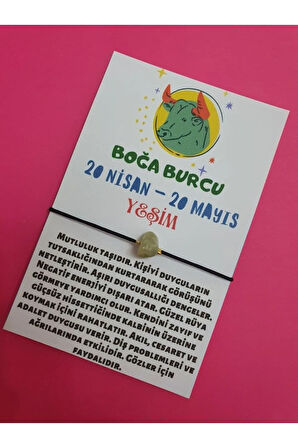 BOĞA BURCU
20 NİSAN – 20 MAYIS
YEŞİM
MUTLULUK TAŞIDIR. KİŞİYİ DUYGULARIN
TUTSAKLIĞINDAN KURTARARAK GÖRÜŞÜNÜ
NETLEŞTİRİR. AŞIRI DUYGUSALLIĞI DENGELER.
NEGATİF ENERJİYİ DIŞARI ATAR. GÜZEL RÜYA
GÖRMEYE YARDIMCI OLUR. KENDİNİ ZAYIF VE
GÜÇSÜZ HİSSETTİĞİNDE KALBİNİN ÜZERİNE
KOYMAK İÇİNİ RAHATLATIR. AKIL, CESARET VE
ADALET DUYGUSU VERİR. DİŞ PROBLEMLERİ VE
AĞRILARINDA ETKİLİDİR. GÖZLER İÇİN
FAYDALIDIR.